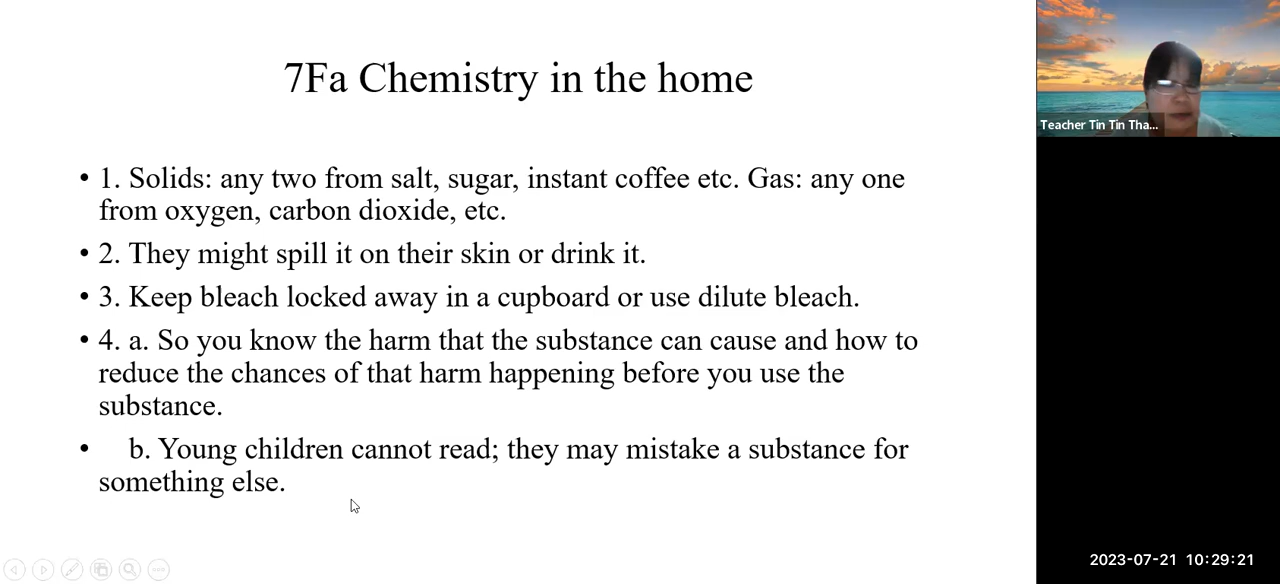 7Fa Chemistry in the home
• 1. Solids: any two from salt, sugar, instant coffee etc. Gas: any one
from oxygen, carbon dioxide, etc.
• 2. They might spill it on their skin or drink it.
• 3. Keep bleach locked away in a cupboard or use dilute bleach.
• 4. a. So you know the harm that the substance can cause and how to
reduce the chances of that harm happening before you use the
substance.
• b. Young children cannot read; they may mistake a substance for
something else.
Teacher Tin Tin Tha...
2023-07-21 10:29:21